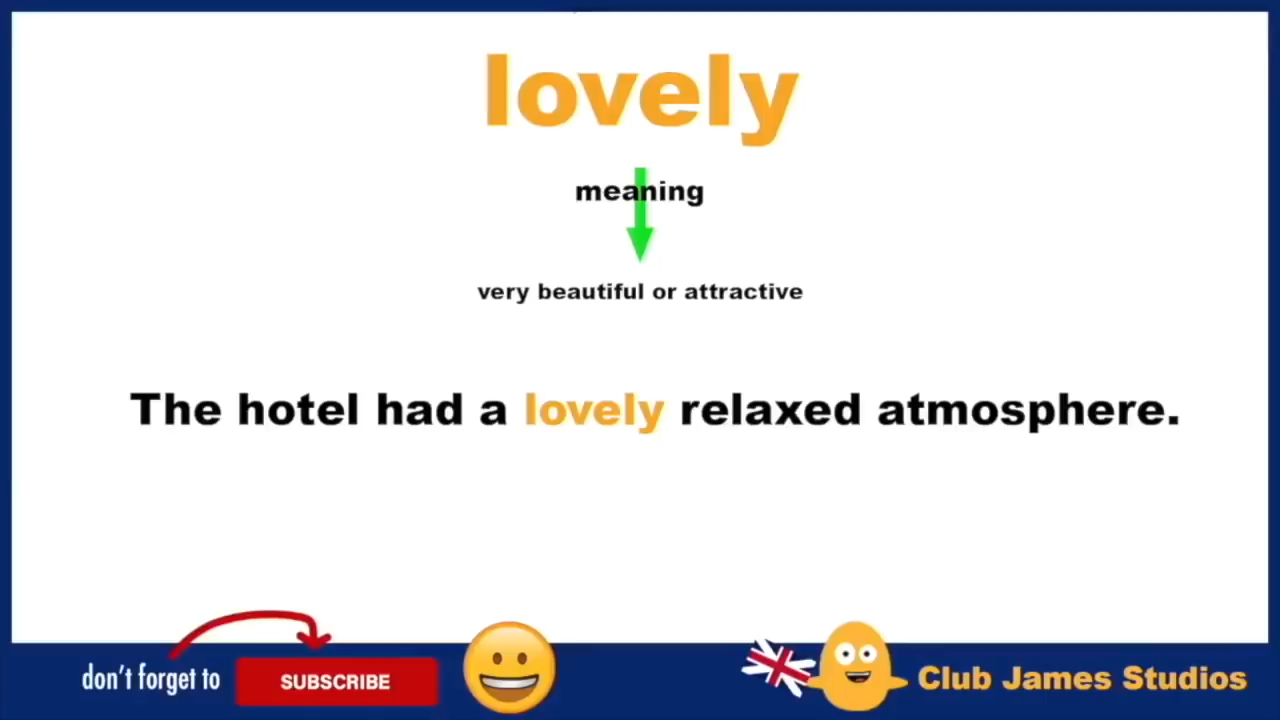 lovely
meaning
very beautiful or attractive
The hotel had a lovely relaxed atmosphere.
don't forget to SUBSCRIBE
Club James Studios